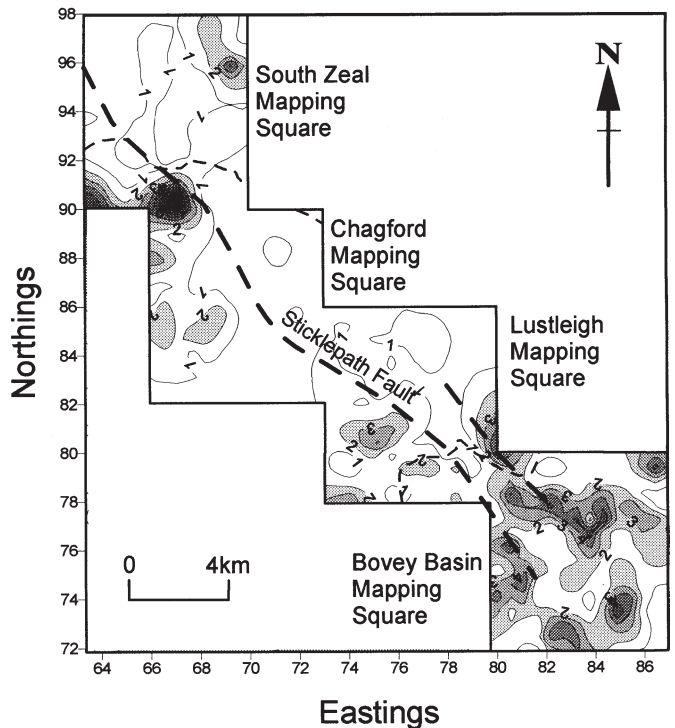 98
96
94
92
90
88
86
84
82
80
78
76
74
72
Northings
South Zeal
Mapping
Square
N
Chagford
Mapping
Square
Sticklepath Fault
Lustleigh
Mapping
Square
Bovey Basin
Mapping
Square
0 4km
64 66 68 70 72 74 76 78 80 82 84 86
Eastings